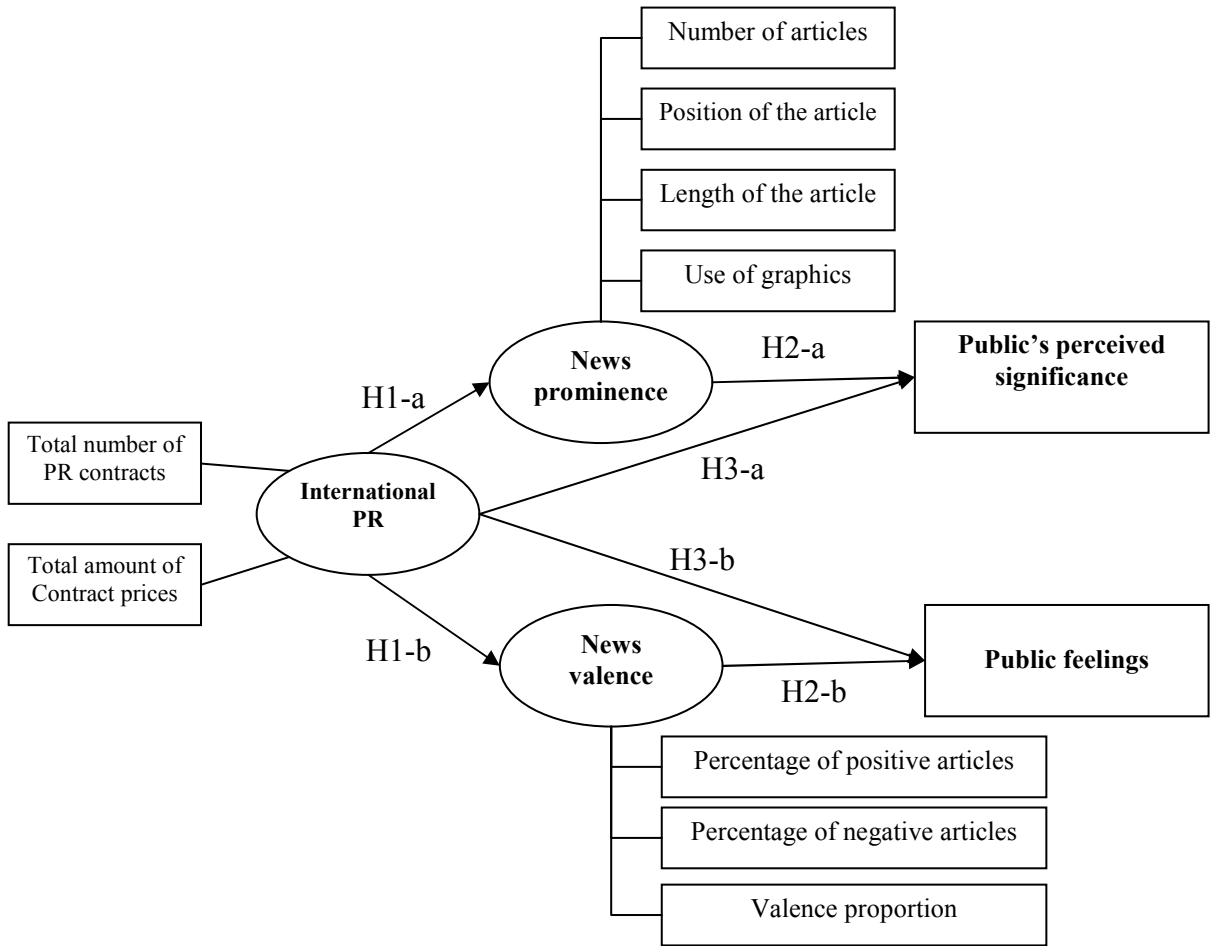 Number of articles
Position of the article
Length of the article
Use of graphics
News
prominence
H2-a
Public’s perceived
significance
H1-a
Total number of
PR contracts
H3-a
International
PR
Total amount of
Contract prices
H3-b
H1-b
News
valence
H2-b
Public feelings
Percentage of positive articles
Percentage of negative articles
Valence proportion